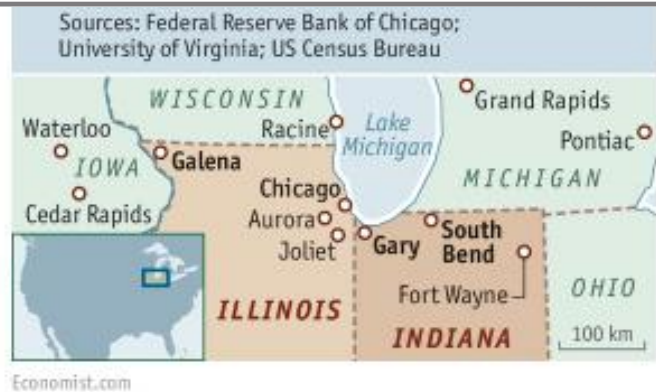 Sources: Federal Reserve Bank of Chicago;
University of Virginia; US Census Bureau
WISCONSIN
Grand Rapids
Waterloo
Racine
Lake
Michigan
Pontiac
IOWA
Galena
MICHIGAN
Cedar Rapids
Chicago
Aurora
Joliet
Gary
South
Bend
Fort Wayne
OHIO
ILLINOIS
INDIANA
100 km
Economist.com